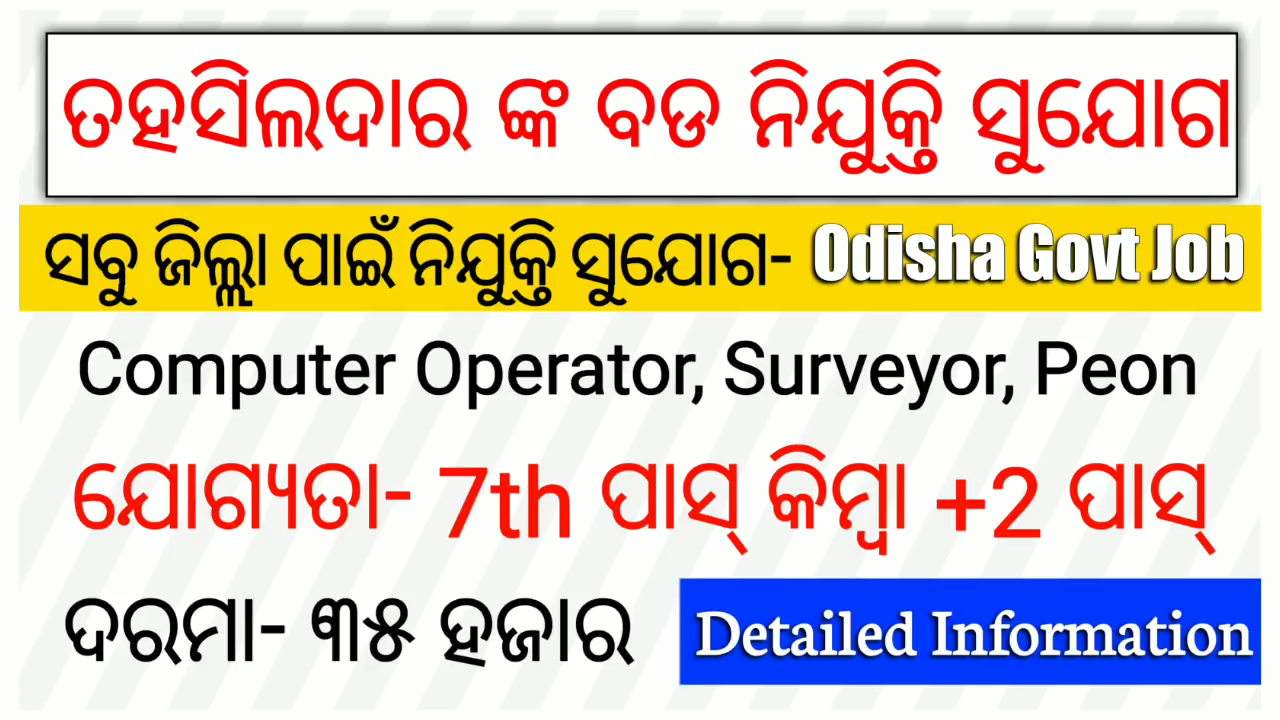 ତହସିଲଦାର ଙ୍କ ବଡ ନିଯୁକ୍ତି ସୁଯୋଗ
ସବୁ ଜିଲ୍ଲା ପାଇଁ ନିଯୁକ୍ତି ସୁଯୋଗ- Odisha Govt Job
Computer Operator, Surveyor, Peon
ଯୋଗ୍ୟତା- 7th ପାସ୍ କିମ୍ବା +2 ପାସ୍
ଦରମା- ୩୫ ହଜାର
Detailed Information